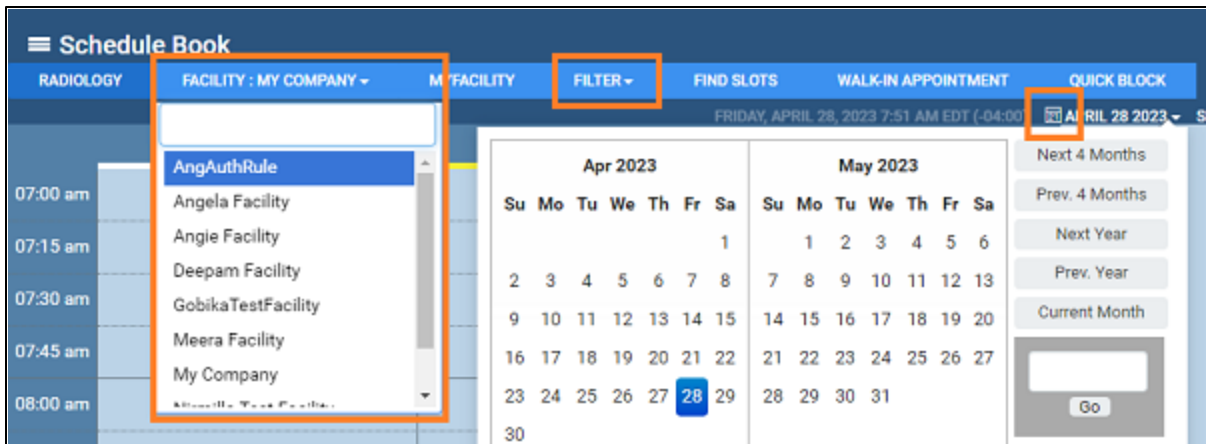 Schedule Book
RADIOLOGY FACILITY : MY COMPANY MYFACILITY FILTER FIND SLOTS WALK-IN APPOINTMENT QUICK BLOCK
FRIDAY, APRIL 28, 2023 7:51 AM EDT (-04:00) APRIL 28 2023 S
AngAuthRule
Angela Facility
Angie Facility
Deepam Facility
GobikaTestFacility
Meera Facility
My Company
07:00 am
07:15 am
07:30 am
07:45 am
08:00 am
Apr 2023
Su Mo Tu We Th Fr Sa
1
2 3 4 5 6 7 8
9 10 11 12 13 14 15
16 17 18 19 20 21 22
23 24 25 26 27 28 29
30
May 2023
Su Mo Tu We Th Fr Sa
1 2 3 4 5 6
7 8 9 10 11 12 13
14 15 16 17 18 19 20
21 22 23 24 25 26 27
28 29 30 31
Next 4 Months
Prev. 4 Months
Next Year
Prev. Year
Current Month
Go